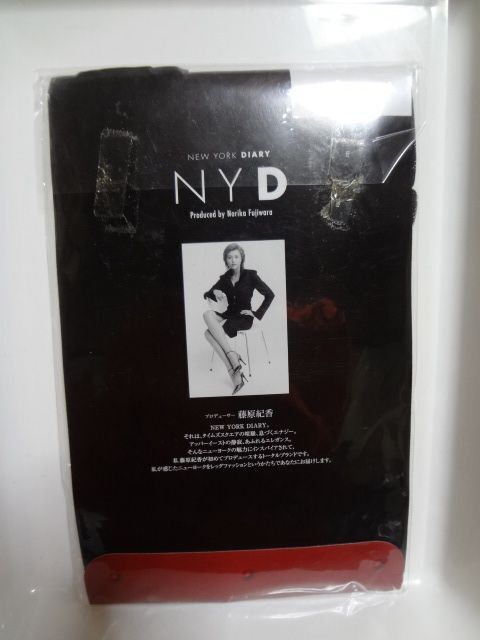 NEW YORK DIARY
NYD
Produced by Norika Fujiwara
プロデューサー 藤原紀香
NEW YORK DIARY。
それは、タイムズスクエアの喧騒、息づくエナジー。
アッパーイーストの静寂、あふれるエレガンス。
そんなニューヨークの魅力にインスパイアされて、
私、藤原紀香が初めてプロデュースするトータルブランドです。
私が感じたニューヨークをレッグファッションというかたちであなたにお届けします。